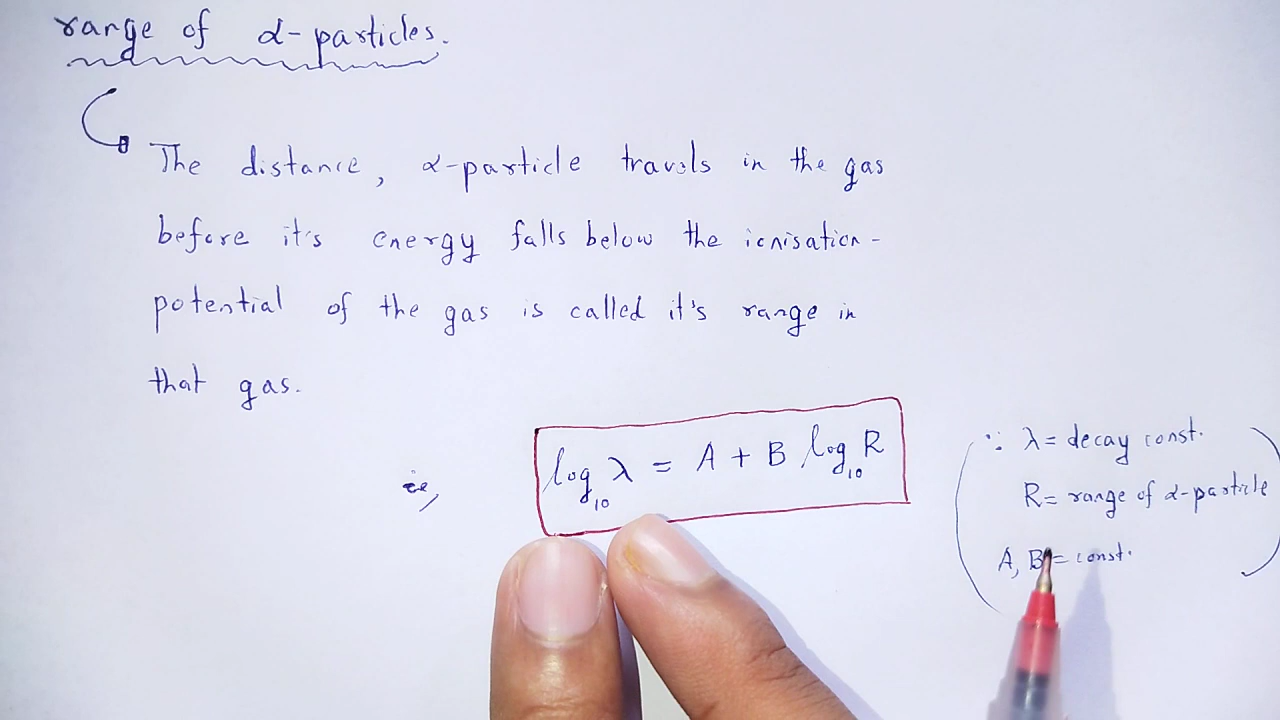 range of α-particles.
The distance, α-particle travels in the gas
before it's energy falls below the ionisation-
potential of the gas is called it's range in
that gas.
ie, log₁₀ λ = A + B log₁₀ R
∵ λ = decay const.
R = range of α-particle
A, B = const.